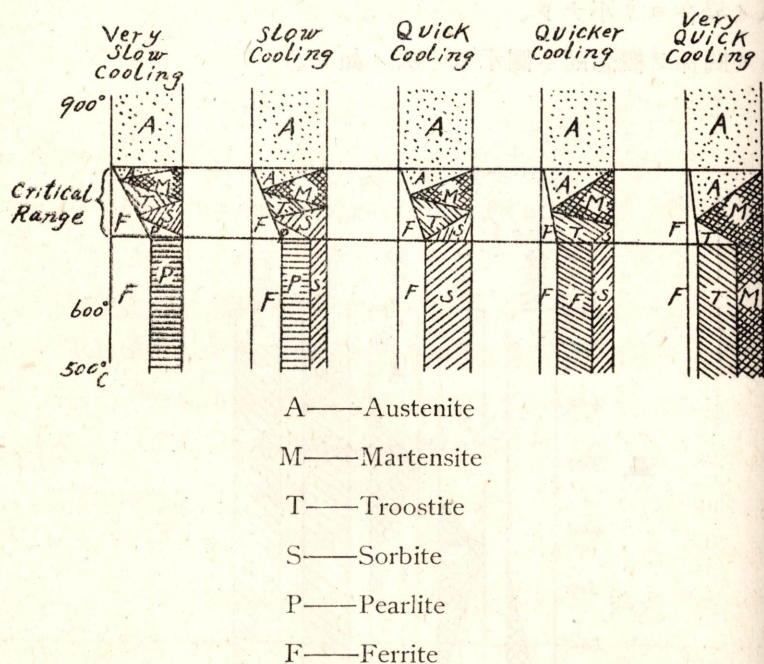 Very Slow Cooling
Slow Cooling
Quick Cooling
Quicker Cooling
Very Quick Cooling
900°
A A A A A
Critical Range
A M T S F P
A M T S F P
A M T S F
A M F T S
A M F T
F P
F P S
F S
F F S
F T M
600°
500°
C
A——Austenite
M——Martensite
T——Troostite
S——Sorbite
P——Pearlite
F——Ferrite